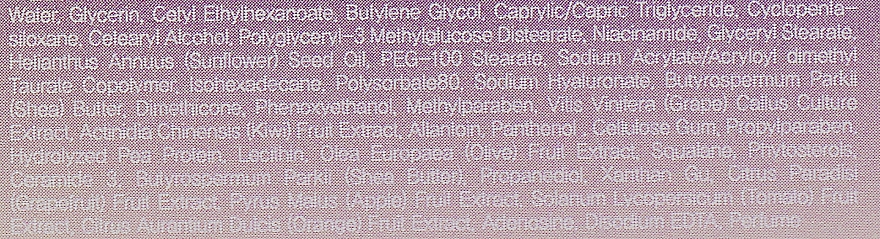 Water, Glycerin, Cetyl Ethylhexanoate, Butylene Glycol, Caprylic/Capric Triglyceride, Cyclopenta-
siloxane, Cetearyl Alcohol, Polyglyceryl-3 Methylglucose Distearate, Niacinamide, Glyceryl Stearate,
Helianthus Annuus (Sunflower) Seed Oil, PEG-100 Stearate, Sodium Acrylate/Acryloyl dimethyl
Taurate Copolymer, Isohexadecane, Polysorbate80, Sodium Hyaluronate, Butyrospermum Parkii
(Shea) Butter, Dimethicone, Phenoxyethanol, Methylparaben, Vitis Vinifera (Grape) Callus Culture
Extract, Actinidia Chinensis (Kiwi) Fruit Extract, Allantoin, Panthenol, Cellulose Gum, Propylparaben,
Hydrolyzed Pea Protein, Lecithin, Olea Europaea (Olive) Fruit Extract, Squalane, Phytosterols,
Ceramide 3, Butyrospermum Parkii (Shea Butter), Propanediol, Xanthan Gu, Citrus Paradisi
(Grapefruit) Fruit Extract, Pyrus Malus (Apple) Fruit Extract, Solanum Lycopersicum (Tomato) Fruit
Extract, Citrus Aurantium Dulcis (Orange) Fruit Extract, Adenosine, Disodium EDTA, Perfume